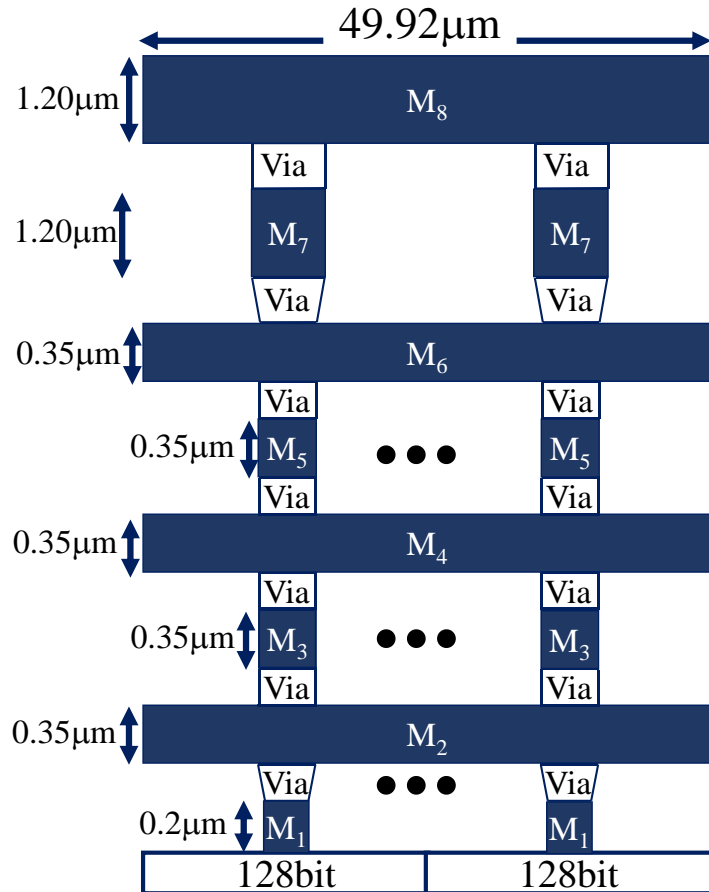 49.92μm
1.20μm
M₈
Via Via
1.20μm
M₇ M₇
Via Via
0.35μm
M₆
Via Via
0.35μm
M₅ ●●● M₅
Via Via
0.35μm
M₄
Via Via
0.35μm
M₃ ●●● M₃
Via Via
0.35μm
M₂
Via ●●● Via
0.2μm
M₁ M₁
128bit 128bit